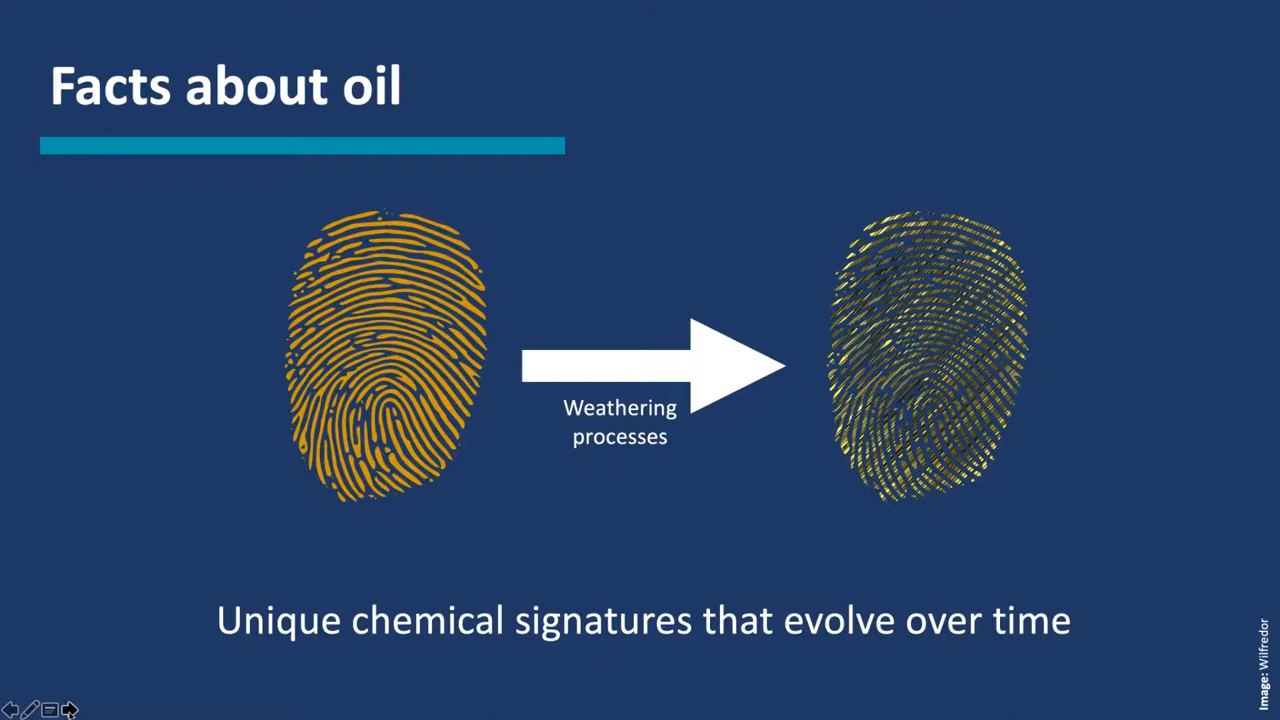 Facts about oil
Weathering
processes
Unique chemical signatures that evolve over time
Image: Wilfredor